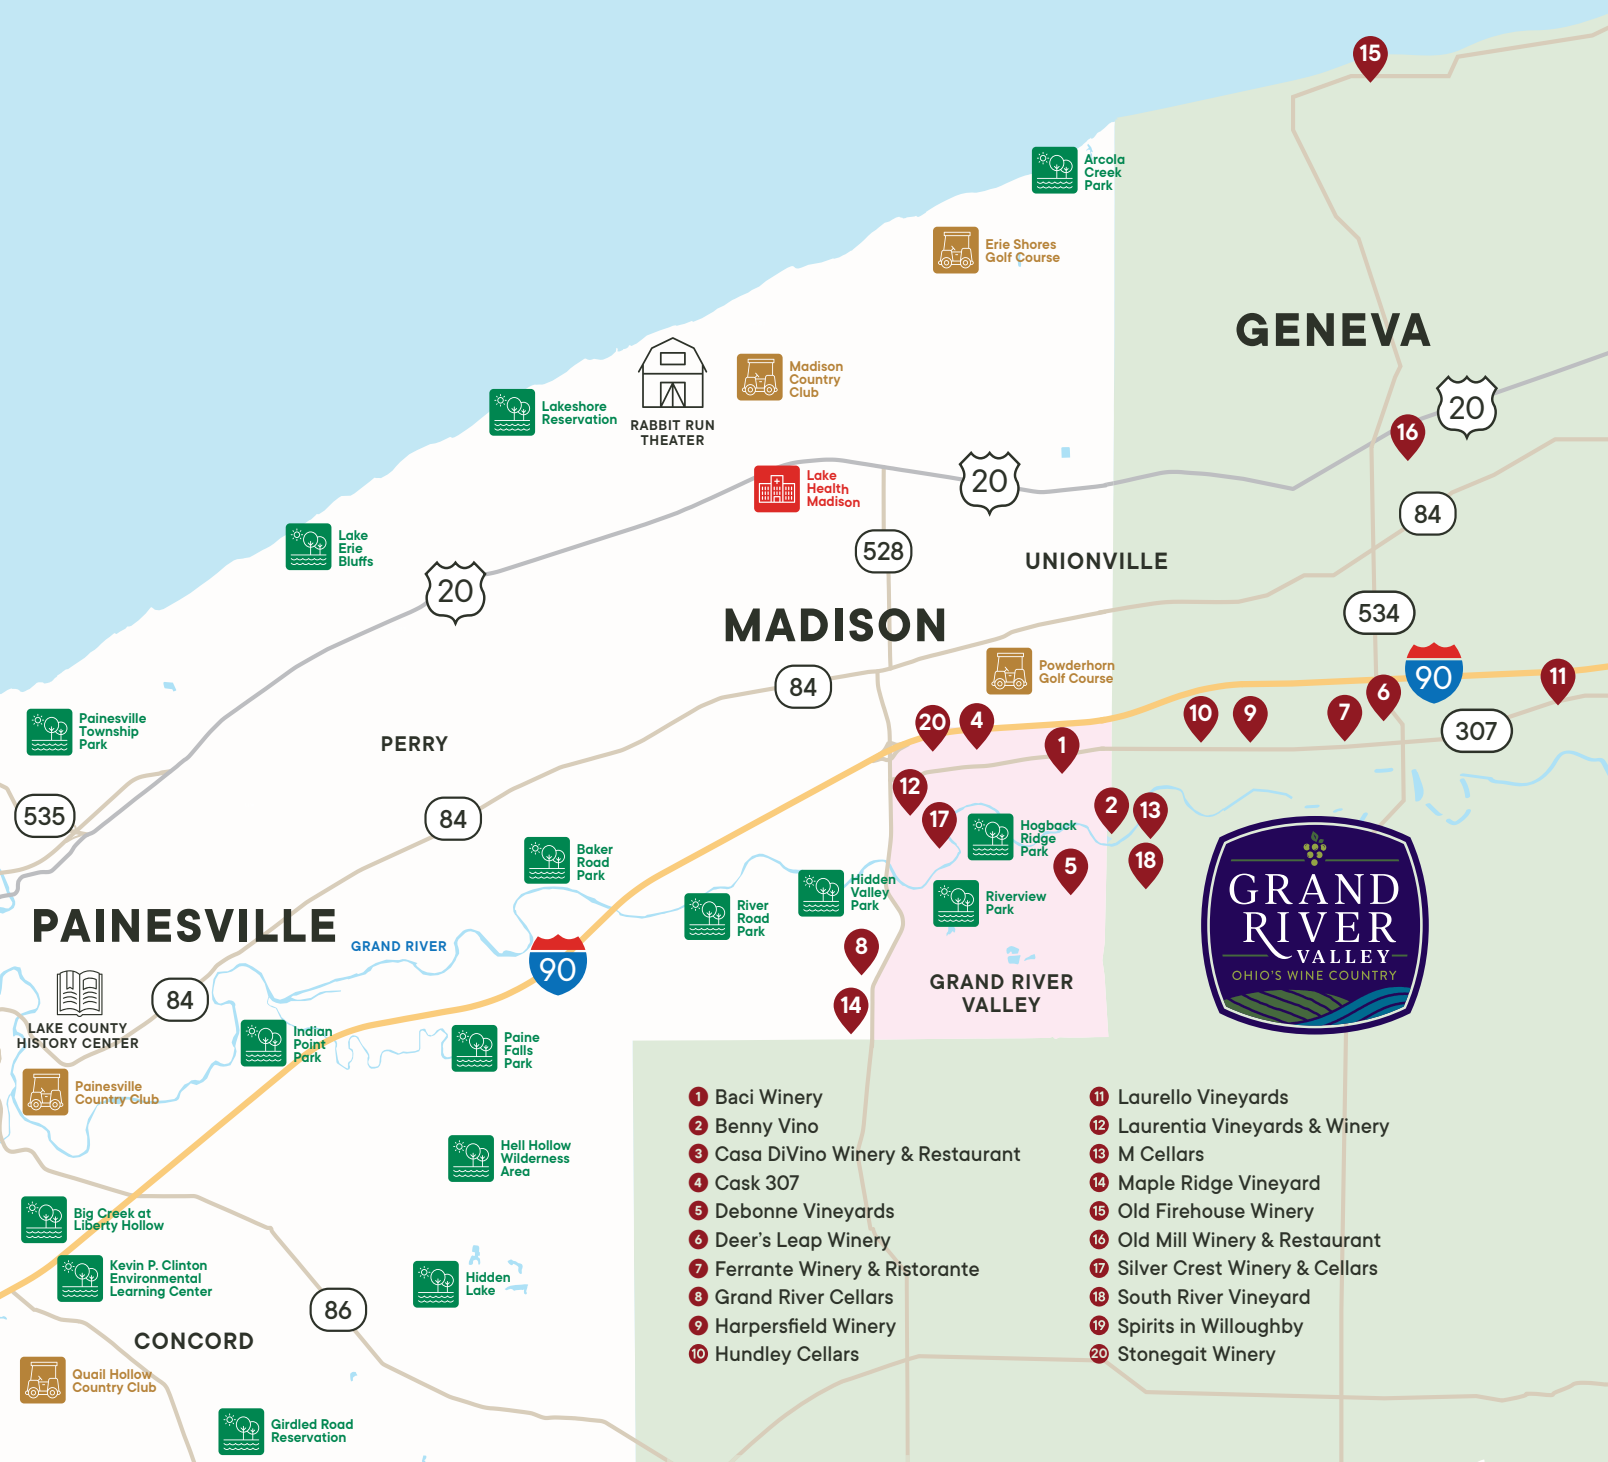 15
Arcola
Creek
Park
Erie Shores
Golf Course
GENEVA
Madison
Country
Club
Lakeshore
Reservation
RABBIT RUN
THEATER
20
16
Lake
Health
Madison
20
84
Lake
Erie
Bluffs
528
UNIONVILLE
20
534
MADISON
Powderhorn
Golf Course
84
90
11
6
10
9
7
307
20
4
1
Painesville
Township
Park
PERRY
12
17
2
13
535
84
Hogback
Ridge
Park
5
18
Baker
Road
Park
Hidden
Valley
Park
Riverview
Park
River
Road
Park
GRAND
RIVER
VALLEY
OHIO'S WINE COUNTRY
PAINESVILLE
GRAND RIVER
90
8
14
GRAND RIVER
VALLEY
84
LAKE COUNTY
HISTORY CENTER
Indian
Point
Park
Paine
Falls
Park
Painesville
Country Club
Hell Hollow
Wilderness
Area
Big Creek at
Liberty Hollow
Kevin P. Clinton
Environmental
Learning Center
Hidden
Lake
86
CONCORD
Quail Hollow
Country Club
Girdled Road
Reservation
1 Baci Winery
2 Benny Vino
3 Casa DiVino Winery & Restaurant
4 Cask 307
5 Debonne Vineyards
6 Deer's Leap Winery
7 Ferrante Winery & Ristorante
8 Grand River Cellars
9 Harpersfield Winery
10 Hundley Cellars
11 Laurello Vineyards
12 Laurentia Vineyards & Winery
13 M Cellars
14 Maple Ridge Vineyard
15 Old Firehouse Winery
16 Old Mill Winery & Restaurant
17 Silver Crest Winery & Cellars
18 South River Vineyard
19 Spirits in Willoughby
20 Stonegait Winery